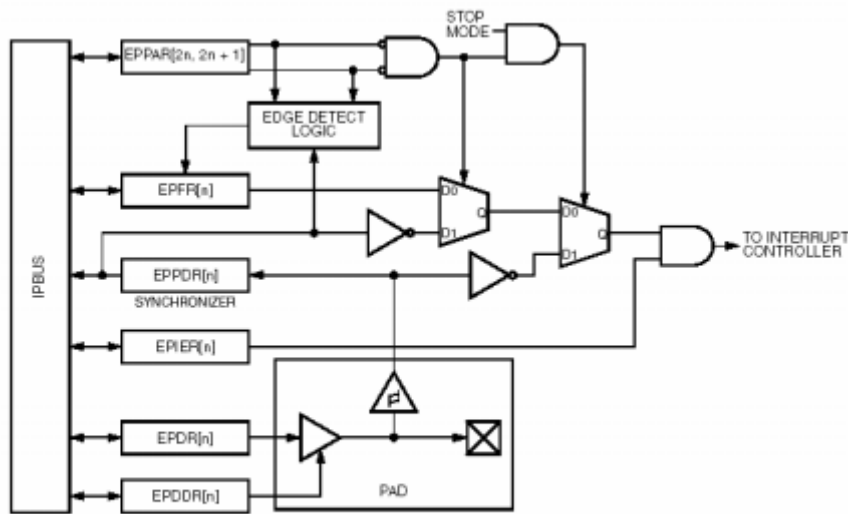 STOP
MODE
EPPAR[2n, 2n + 1]
EDGE DETECT
LOGIC
EPFR[n]
D0
Q
D1
D0
Q
D1
TO INTERRUPT
CONTROLLER
IPBUS
EPPDR[n]
SYNCHRONIZER
EPIER[n]
EPDR[n]
EPDDR[n]
PAD